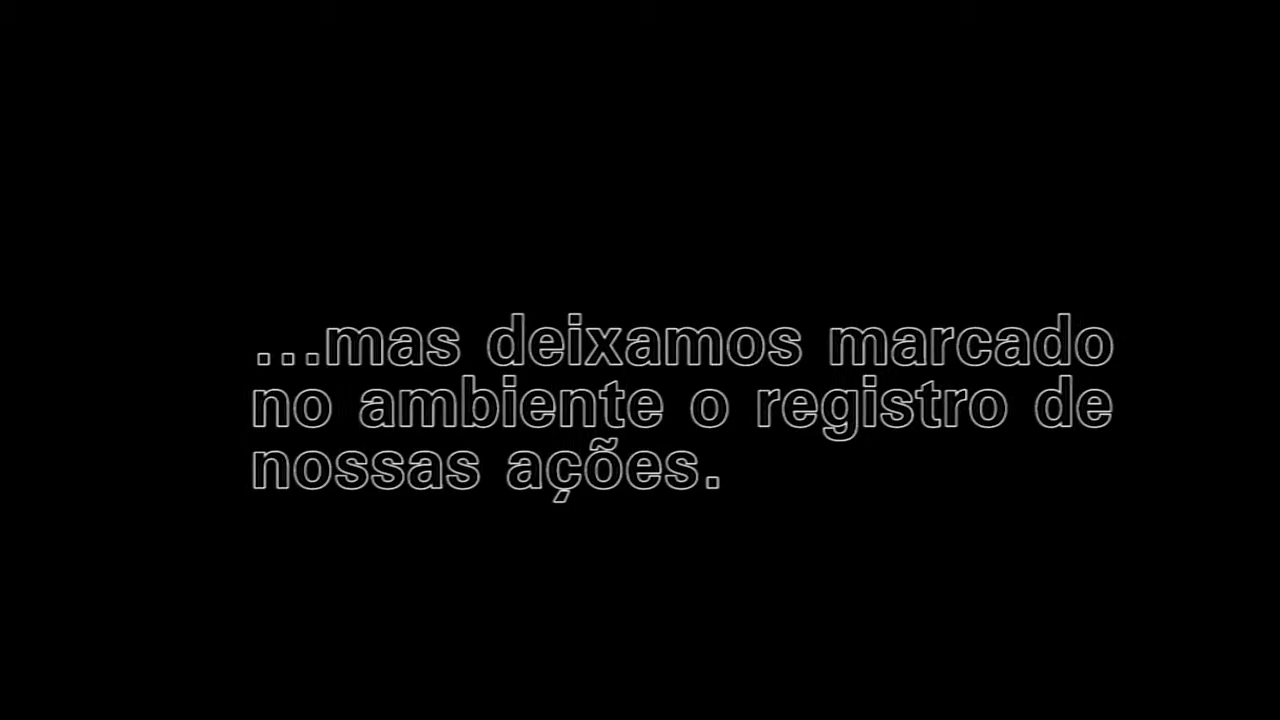 ...mas deixamos marcado
no ambiente o registro de
nossas ações.